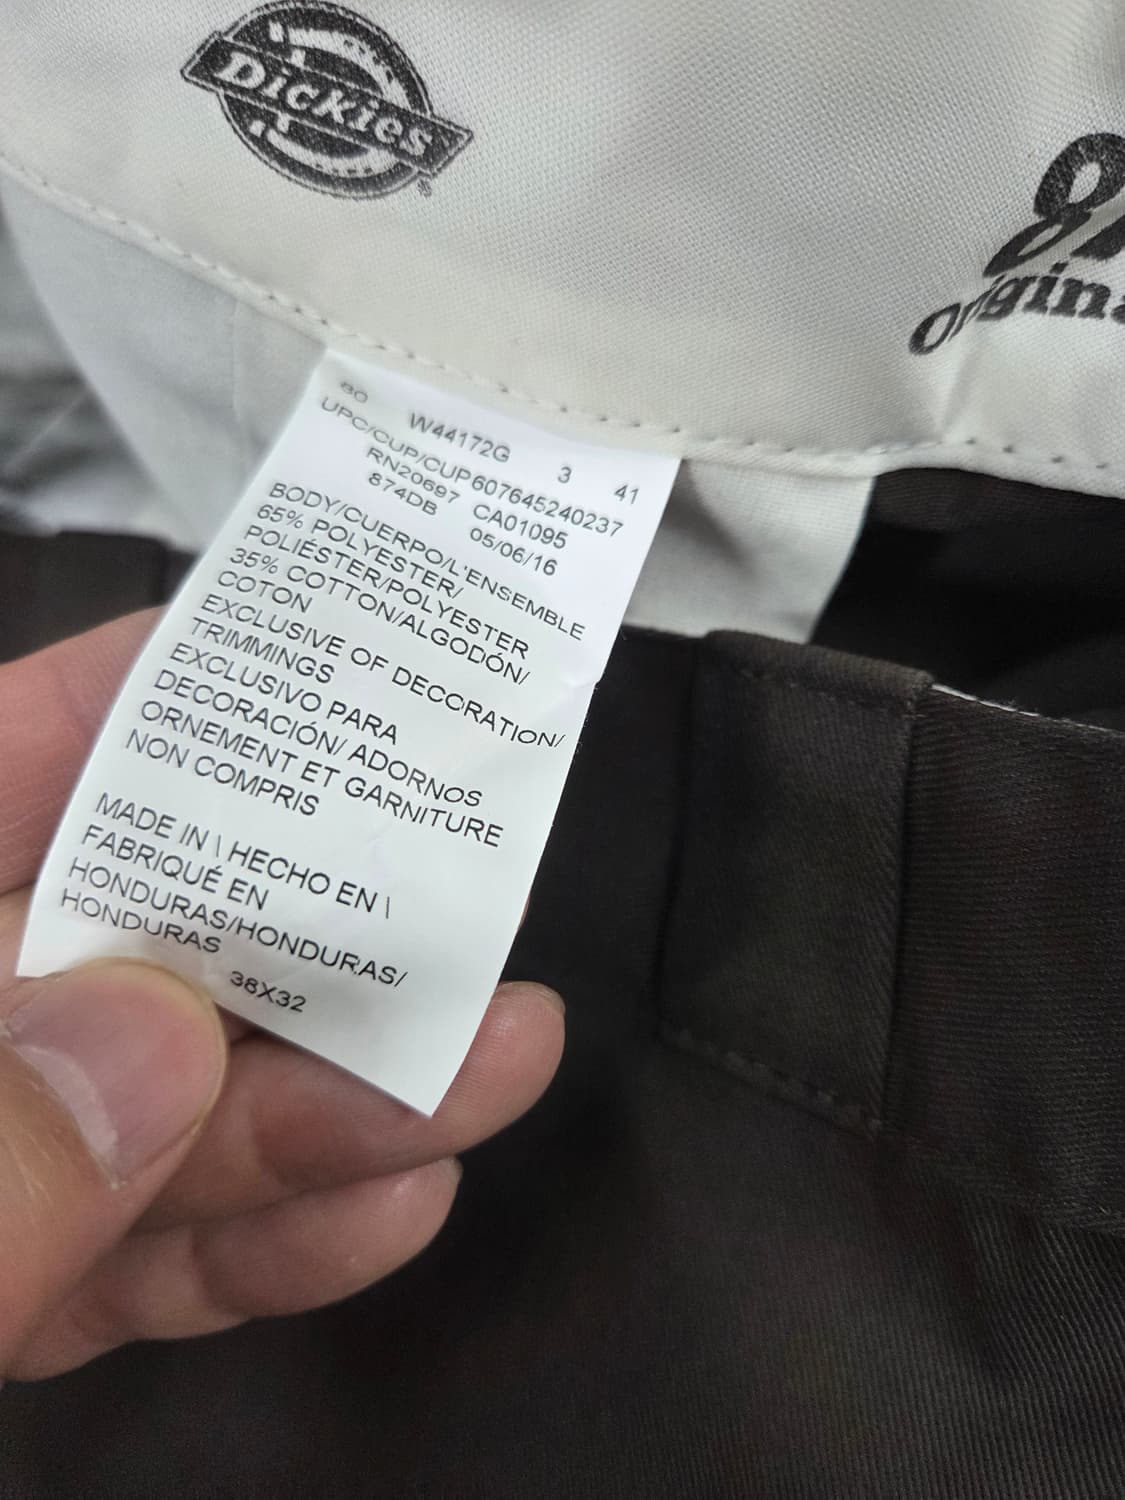 Dickies®
Origin
80 W44172G 3 41
UPC/CUP/CUP607645240237
RN20697 CA01095
874DB 05/06/16
BODY/CUERPO/L'ENSEMBLE
65% POLYESTER/
POLIÉSTER/POLYESTER
35% COTTON/ALGODÓN/
COTON
EXCLUSIVE OF DECORATION/
TRIMMINGS
EXCLUSIVO PARA
DECORACIÓN/ ADORNOS
ORNEMENT ET GARNITURE
NON COMPRIS
MADE IN \ HECHO EN \
FABRIQUÉ EN
HONDURAS/HONDURAS/
HONDURAS
38X32